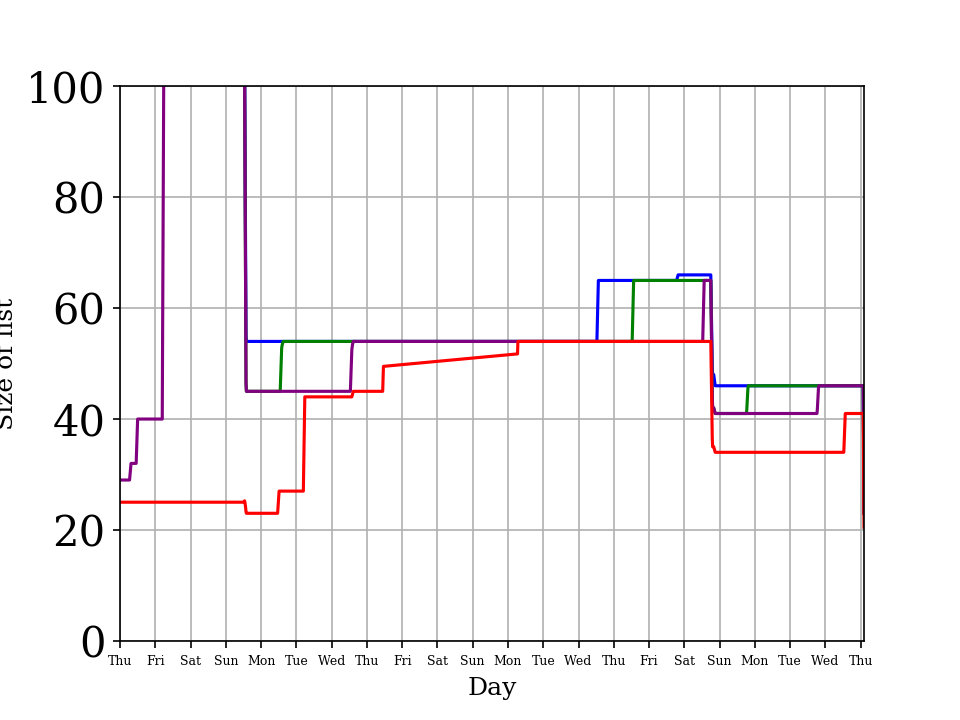 100
80
60
40
20
0
Size of list
Thu Fri Sat Sun Mon Tue Wed Thu Fri Sat Sun Mon Tue Wed Thu Fri Sat Sun Mon Tue Wed Thu
Day